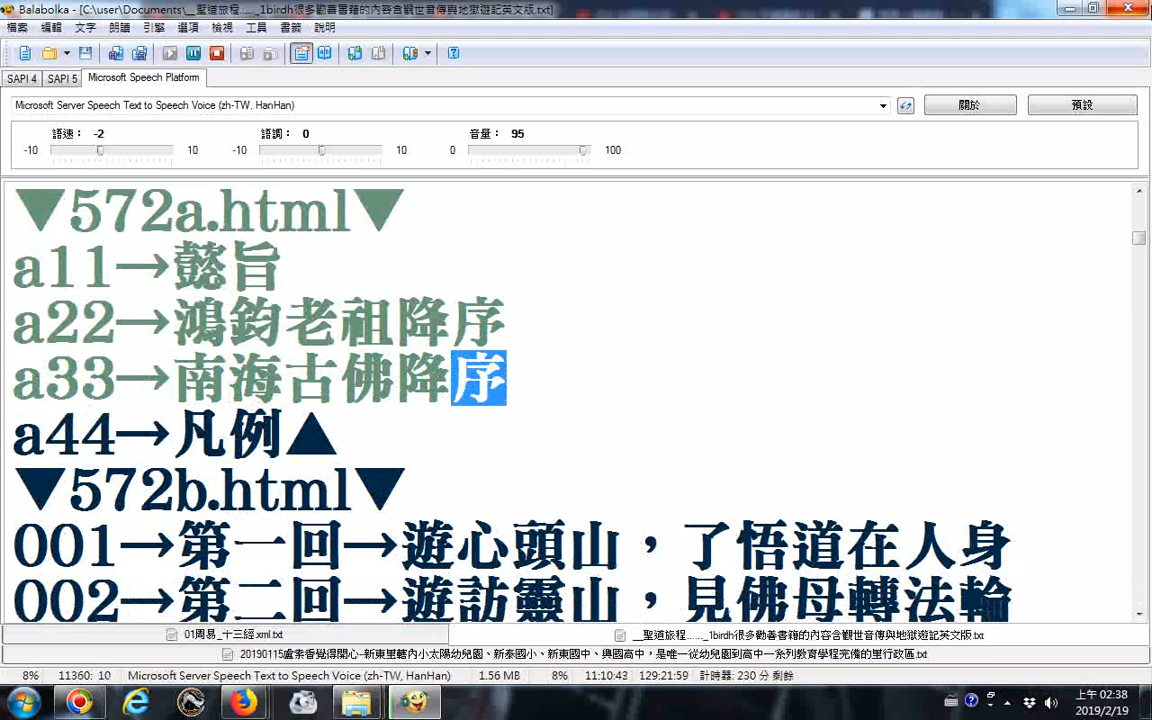 Balabolka - [C:\user\Documents\__聖道旅程......_1birdh很多勸善書籍的內容含觀世音傳與地獄遊記英文版.txt]
檔案 編輯 文字 朗讀 引擎 選項 檢視 工具 書籤 說明
SAPI 4 SAPI 5 Microsoft Speech Platform
Microsoft Server Speech Text to Speech Voice (zh-TW, HanHan) 關於 預設
語速: -2 語調: 0 音量: 95
-10 10 -10 10 0 100
▼572a.html▼
a11→懿旨
a22→鴻鈞老祖降序
a33→南海古佛降序
a44→凡例▲
▼572b.html▼
001→第一回→遊心頭山，了悟道在人身
002→第二回→遊訪靈山，見佛母轉法輪
01周易_十三經.xml.txt __聖道旅程......_1birdh很多勸善書籍的內容含觀世音傳與地獄遊記英文版.txt
20190115盧素香覺得開心--新東里轄內小太陽幼兒園、新泰國小、新東國中、興國高中，是唯一從幼兒園到高中一系列教育學程完備的里行政區.txt
8% 11360: 10 Microsoft Server Speech Text to Speech Voice (zh-TW, HanHan) 1.56 MB 8% 11:10:43 129:21:59 計時器: 230 分 剩餘
上午 02:38
2019/2/19